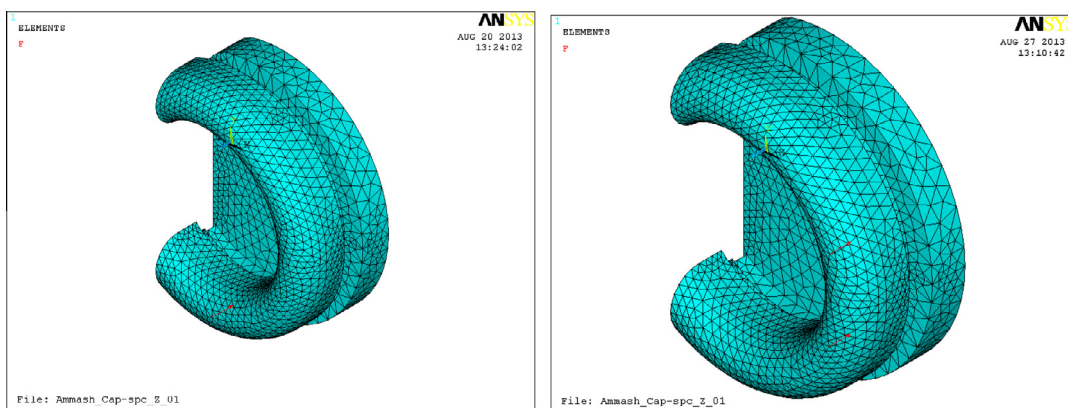 1
ELEMENTS
F
ANSYS
AUG 20 2013
13:24:02
File: Ammash_Cap-spc_Z_01
1
ELEMENTS
F
ANSYS
AUG 27 2013
13:10:42
File: Ammash_Cap-spc_Z_01